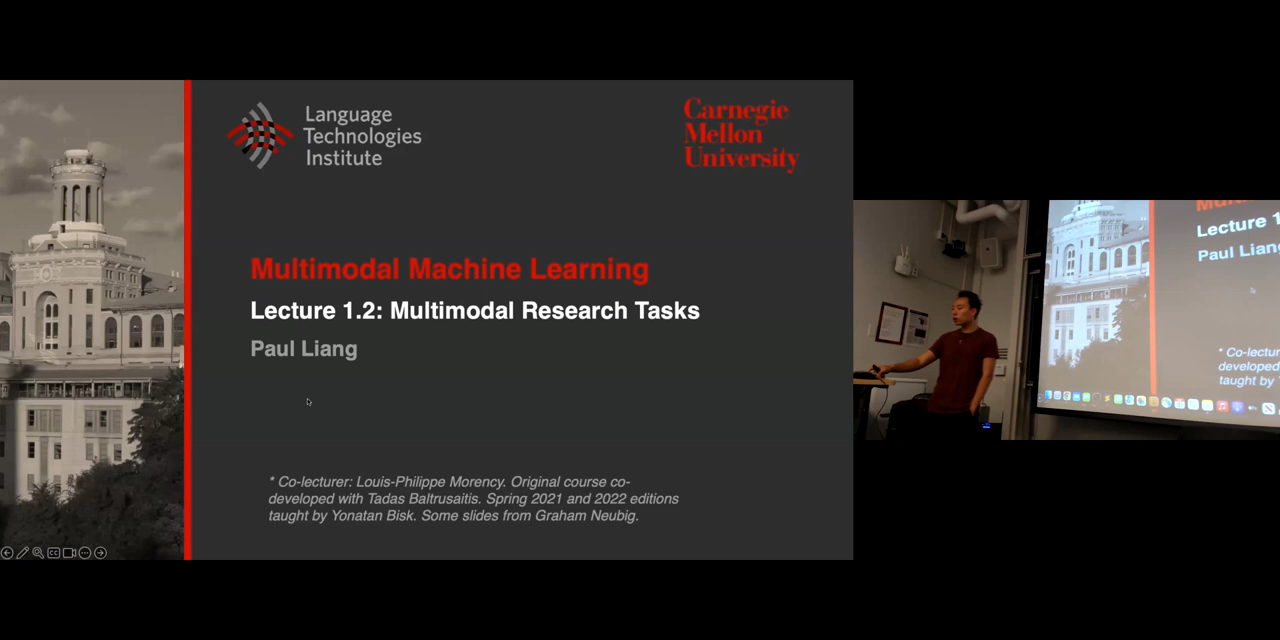 Language
Technologies
Institute
Carnegie
Mellon
University
Multimodal Machine Learning
Lecture 1.2: Multimodal Research Tasks
Paul Liang
* Co-lecturer: Louis-Philippe Morency. Original course co-
developed with Tadas Baltrusaitis. Spring 2021 and 2022 editions
taught by Yonatan Bisk. Some slides from Graham Neubig.
Lecture 1
Paul Liang
* Co-lectu
developed
taught by